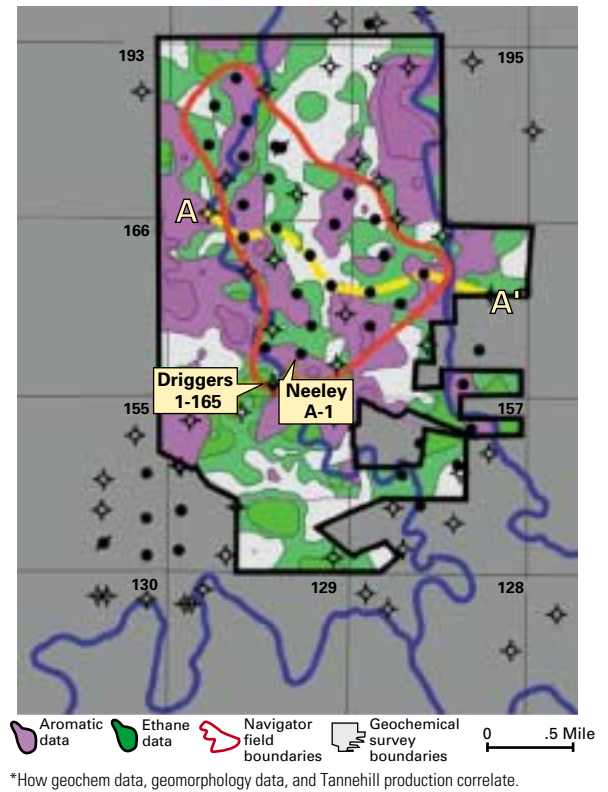 193
195
A
166
A'
Driggers
1-165
Neeley
A-1
155
157
130
129
128
Aromatic
data
Ethane
data
Navigator
field
boundaries
Geochemical
survey
boundaries
0 .5 Mile
*How geochem data, geomorphology data, and Tannehill production correlate.